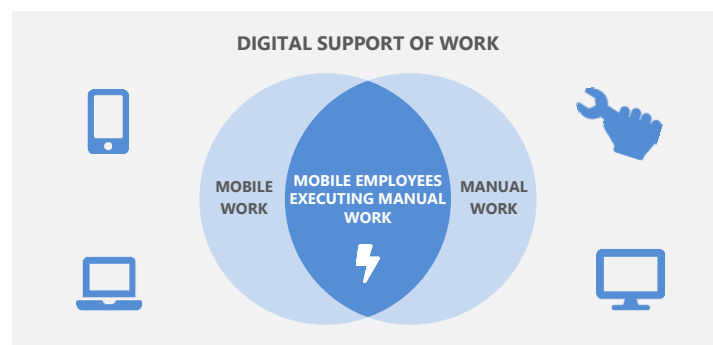 DIGITAL SUPPORT OF WORK
MOBILE
WORK
MOBILE EMPLOYEES
EXECUTING MANUAL
WORK
MANUAL
WORK